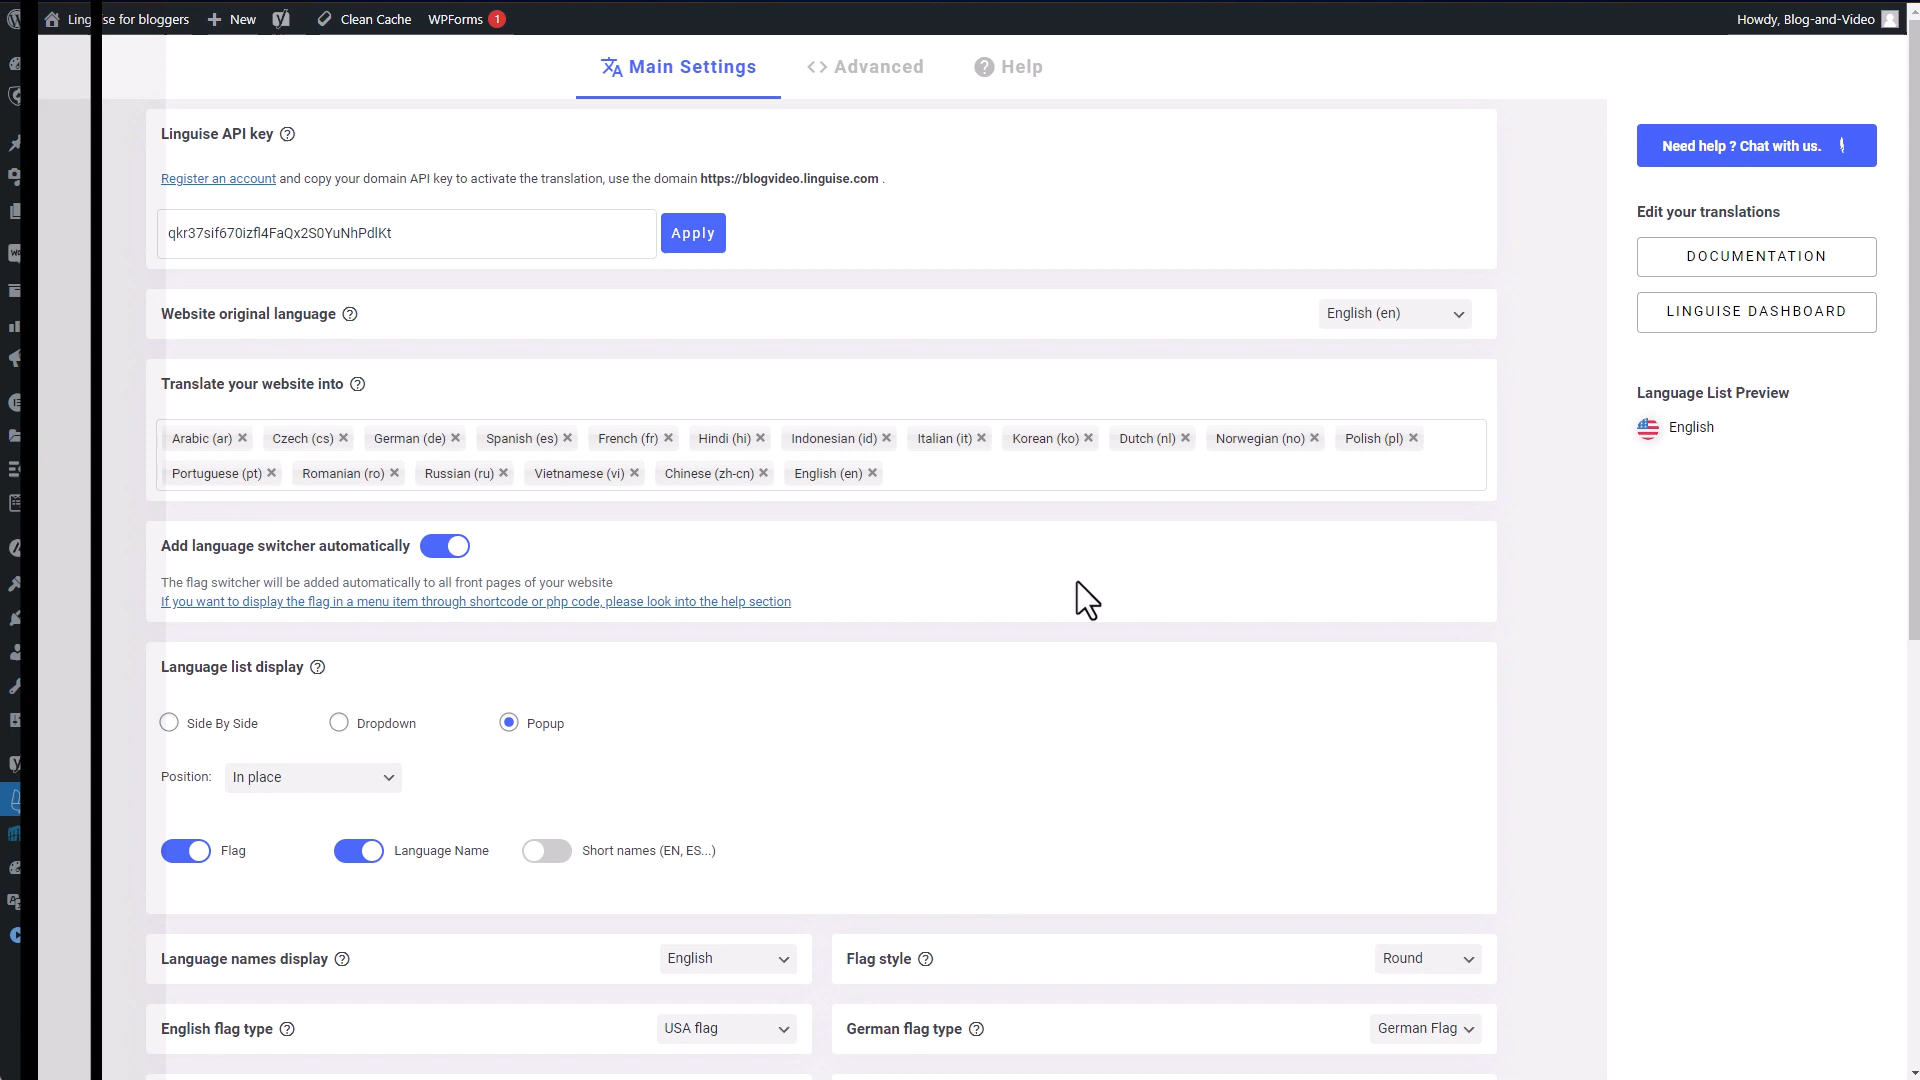 Linguise for bloggers New Clean Cache WPForms 1 Howdy, Blog-and-Video
Main Settings Advanced Help
Linguise API key
Register an account and copy your domain API key to activate the translation, use the domain https://blogvideo.linguise.com .
qkr37sif670izfl4FaQx2S0YuNhPdlKt Apply
Website original language English (en)
Translate your website into
Arabic (ar) Czech (cs) German (de) Spanish (es) French (fr) Hindi (hi) Indonesian (id) Italian (it) Korean (ko) Dutch (nl) Norwegian (no) Polish (pl)
Portuguese (pt) Romanian (ro) Russian (ru) Vietnamese (vi) Chinese (zh-cn) English (en)
Add language switcher automatically
The flag switcher will be added automatically to all front pages of your website
If you want to display the flag in a menu item through shortcode or php code, please look into the help section
Language list display
Side By Side Dropdown Popup
Position: In place
Flag Language Name Short names (EN, ES...)
Language names display English Flag style Round
English flag type USA flag German flag type German Flag
Need help ? Chat with us.
Edit your translations
DOCUMENTATION
LINGUISE DASHBOARD
Language List Preview
English